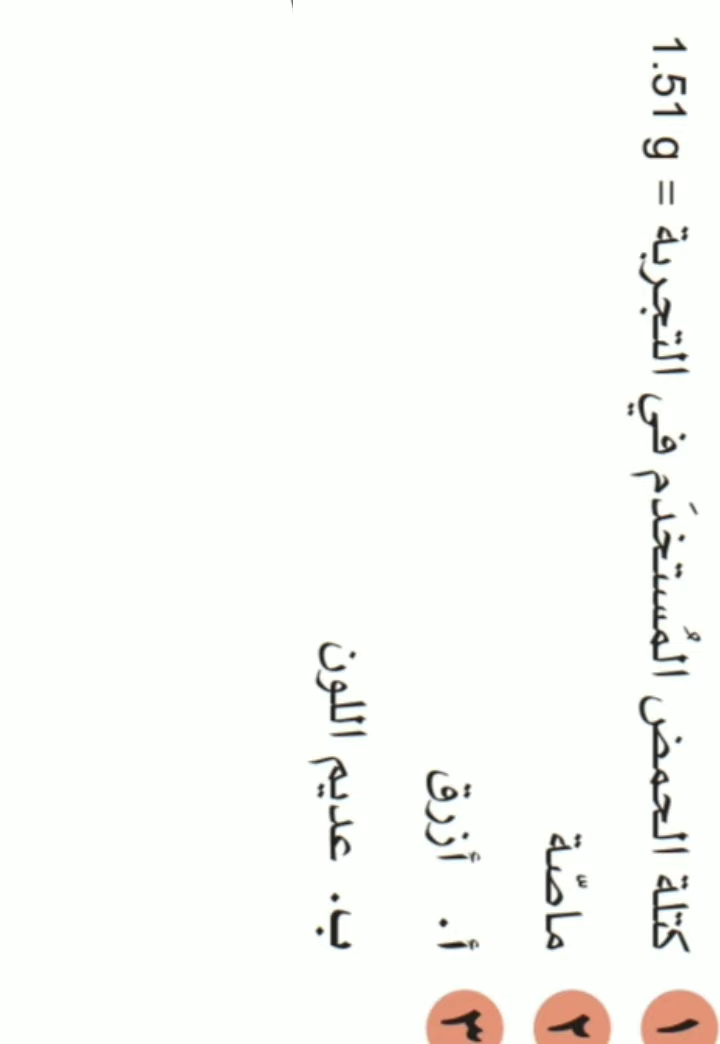 ١ كتلة الحمض المُستخدَم في التجربة = 1.51 g
٢ ماصّة
٣ أ. أزرق
ب. عديم اللون